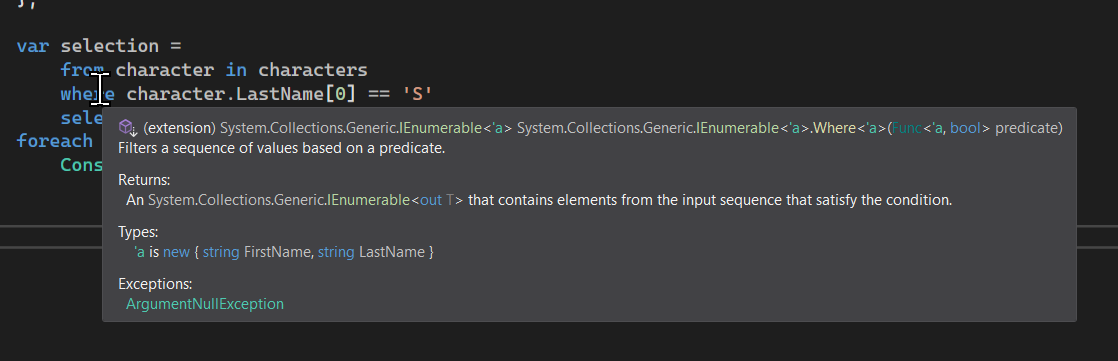 };
var selection =
from character in characters
where character.LastName[0] == 'S'
sele
foreach
Cons
(extension) System.Collections.Generic.IEnumerable<'a> System.Collections.Generic.IEnumerable<'a>.Where<'a>(Func<'a, bool> predicate)
Filters a sequence of values based on a predicate.
Returns:
An System.Collections.Generic.IEnumerable<out T> that contains elements from the input sequence that satisfy the condition.
Types:
'a is new { string FirstName, string LastName }
Exceptions:
ArgumentNullException